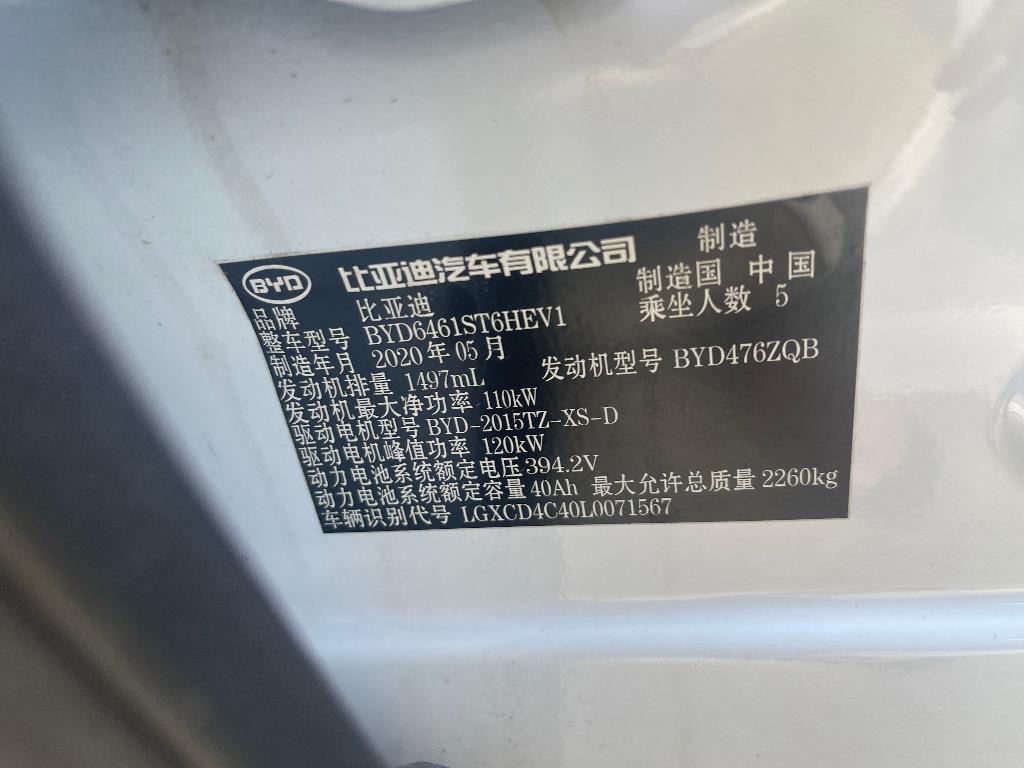 BYD 比亚迪汽车有限公司 制造
品牌 比亚迪 制造国 中国
整车型号 BYD6461ST6HEV1 乘坐人数 5
制造年月 2020年05月
发动机排量 1497mL 发动机型号 BYD476ZQB
发动机最大净功率 110kW
驱动电机型号 BYD-2015TZ-XS-D
驱动电机峰值功率 120kW
动力电池系统额定电压 394.2V
动力电池系统额定容量 40Ah 最大允许总质量 2260kg
车辆识别代号 LGXCD4C40L0071567